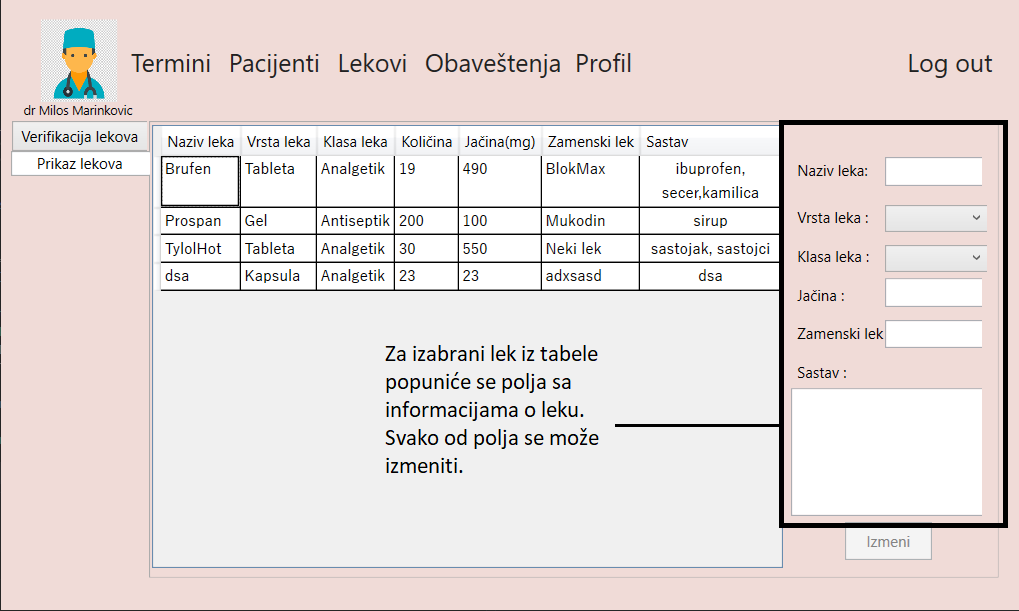 Termini Pacijenti Lekovi Obaveštenja Profil Log out
dr Milos Marinkovic
Verifikacija lekova
Prikaz lekova
Naziv leka Vrsta leka Klasa leka Količina Jačina(mg) Zamenski lek Sastav
Brufen Tableta Analgetik 19 490 BlokMax ibuprofen,
secer,kamilica
Prospan Gel Antiseptik 200 100 Mukodin sirup
TylolHot Tableta Analgetik 30 550 Neki lek sastojak, sastojci
dsa Kapsula Analgetik 23 23 adxsasd dsa
Za izabrani lek iz tabele
popuniće se polja sa
informacijama o leku.
Svako od polja se može
izmeniti.
Naziv leka:
Vrsta leka :
Klasa leka :
Jačina :
Zamenski lek
Sastav :
Izmeni